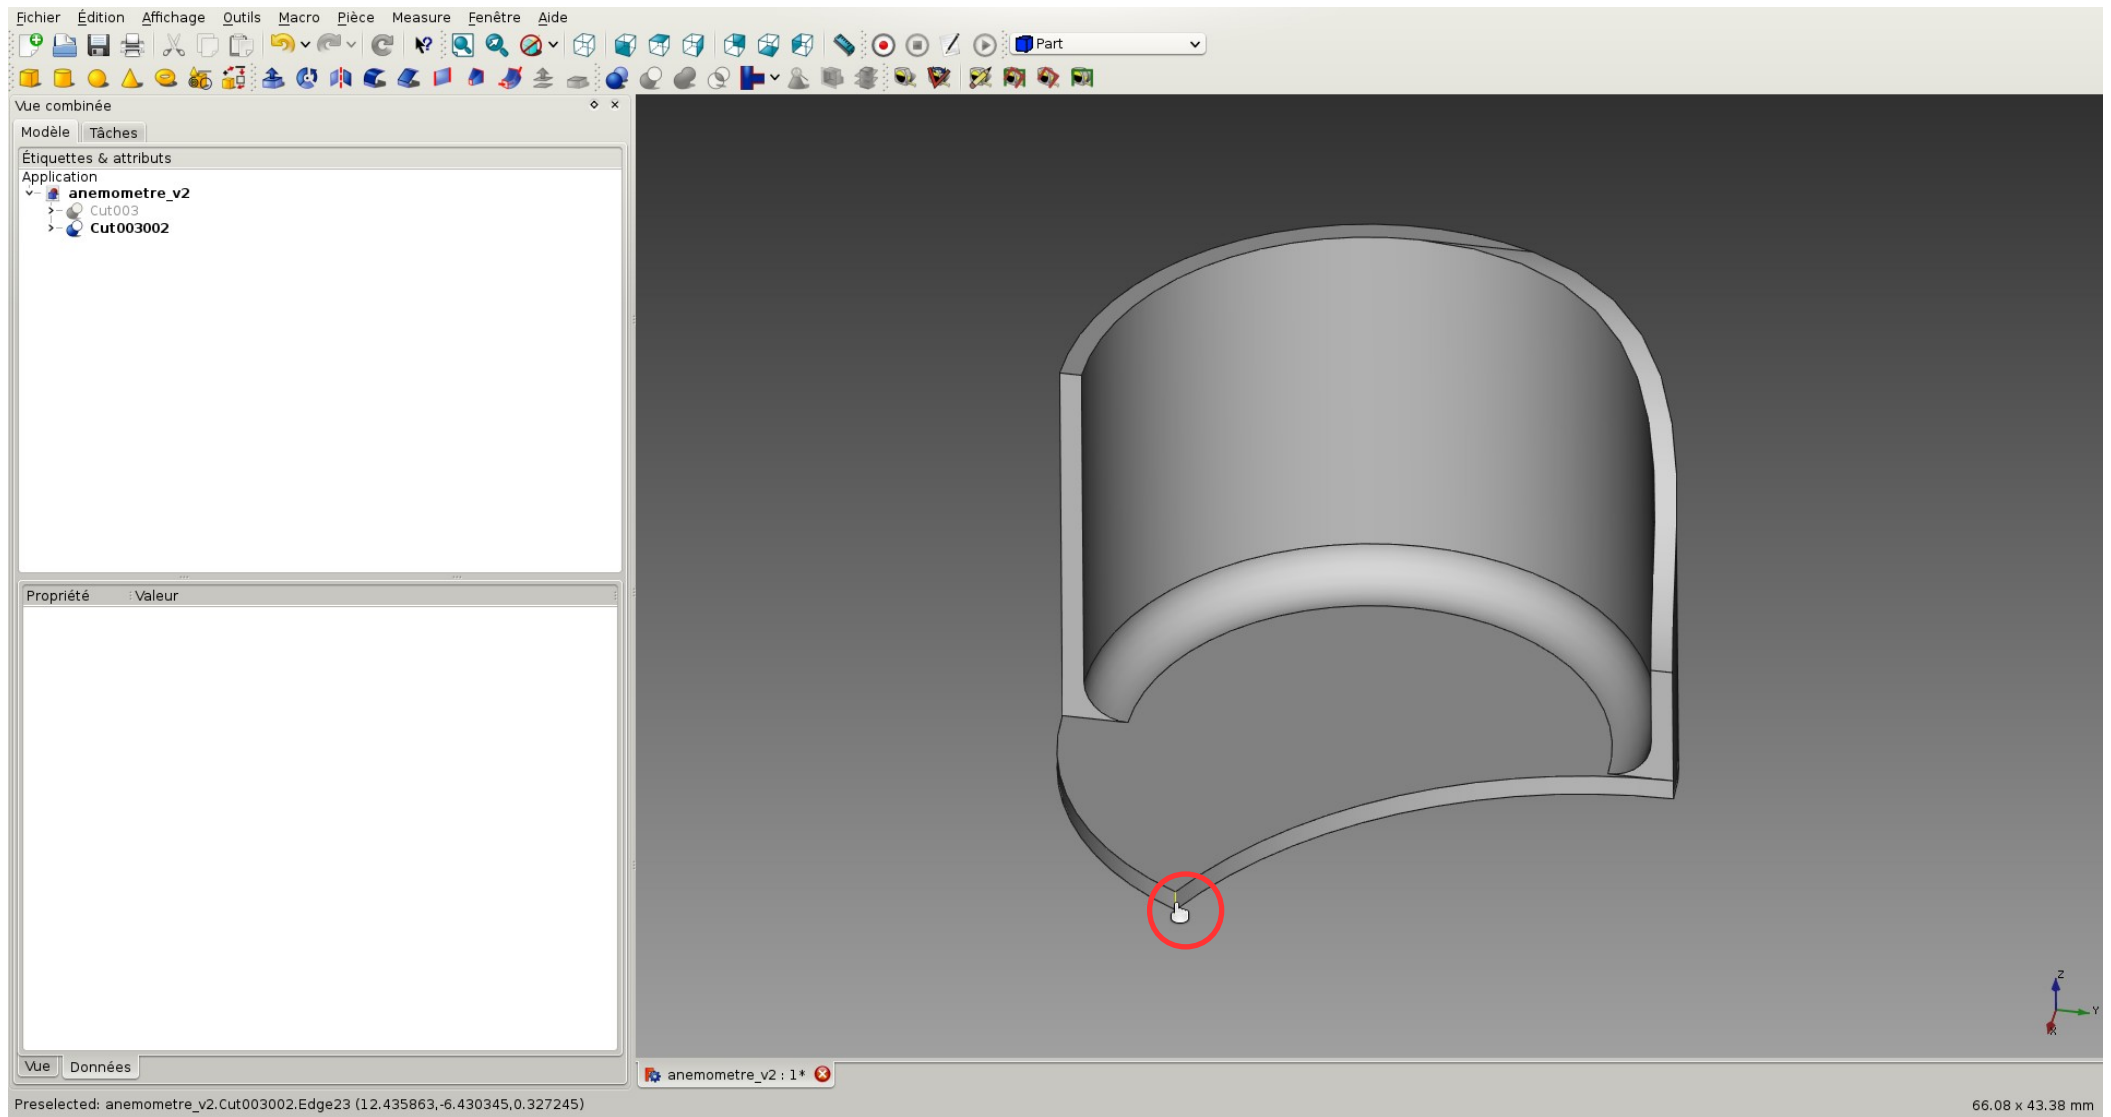 Fichier Édition Affichage Outils Macro Pièce Measure Fenêtre Aide
Part
Vue combinée
Modèle Tâches
Étiquettes & attributs
Application
anemometre_v2
Cut003
Cut003002
Propriété Valeur
Z
Y
X
Vue Données
anemometre_v2 : 1*
Preselected: anemometre_v2.Cut003002.Edge23 (12.435863,-6.430345,0.327245)
66.08 x 43.38 mm